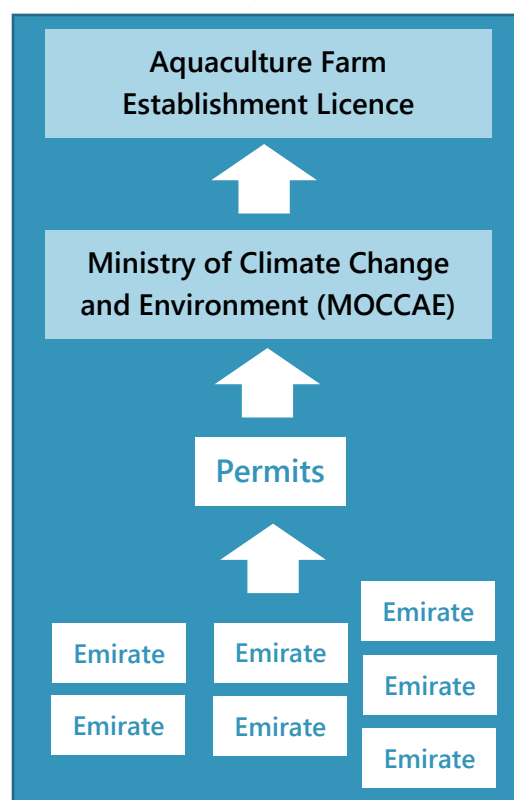 Aquaculture Farm
Establishment Licence
Ministry of Climate Change
and Environment (MOCCAE)
Permits
Emirate
Emirate
Emirate
Emirate
Emirate
Emirate
Emirate